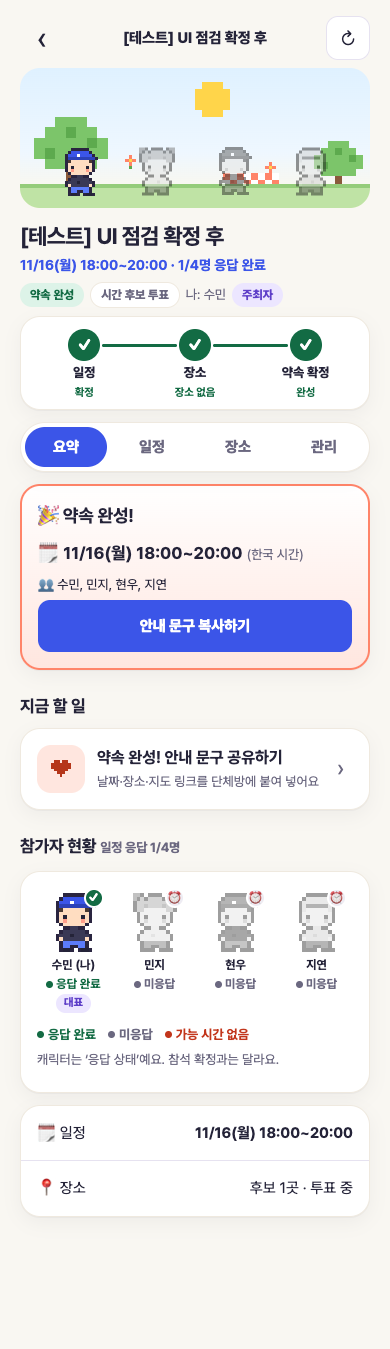 [테스트] UI 점검 확정 후
[테스트] UI 점검 확정 후
11/16(월) 18:00~20:00 · 1/4명 응답 완료
약속 완성 시간 후보 투표 나: 수민 주최자
일정 장소 약속 확정
확정 장소 없음 완성
요약 일정 장소 관리
약속 완성!
11/16(월) 18:00~20:00 (한국 시간)
수민, 민지, 현우, 지연
안내 문구 복사하기
지금 할 일
약속 완성! 안내 문구 공유하기
날짜·장소·지도 링크를 단체방에 붙여 넣어요
참가자 현황 일정 응답 1/4명
수민 (나) 민지 현우 지연
응답 완료 미응답 미응답 미응답
대표
응답 완료 미응답 가능 시간 없음
캐릭터는 ‘응답 상태’예요. 참석 확정과는 달라요.
일정 11/16(월) 18:00~20:00
장소 후보 1곳 · 투표 중